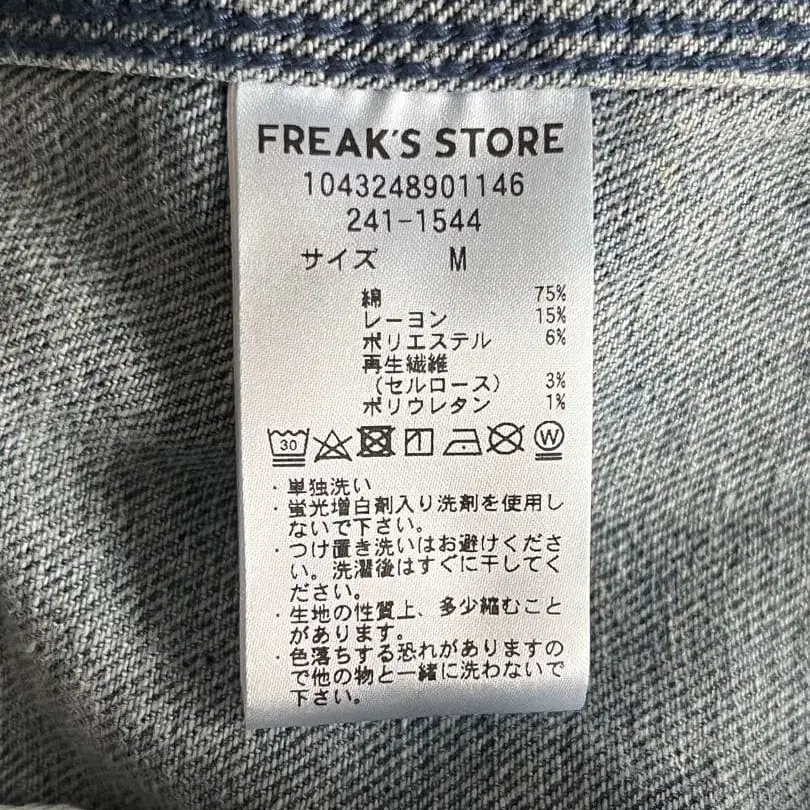 FREAK'S STORE
1043248901146
241-1544
サイズ M
綿 75%
レーヨン 15%
ポリエステル 6%
再生繊維
(セルロース) 3%
ポリウレタン 1%
30 W
・単独洗い
・蛍光増白剤入り洗剤を使用し
ないで下さい。
・つけ置き洗いはお避けくださ
い。洗濯後はすぐに干してく
ださい。
・生地の性質上、多少縮むこと
があります。
・色落ちする恐れがありますの
で他の物と一緒に洗わないで
下さい。